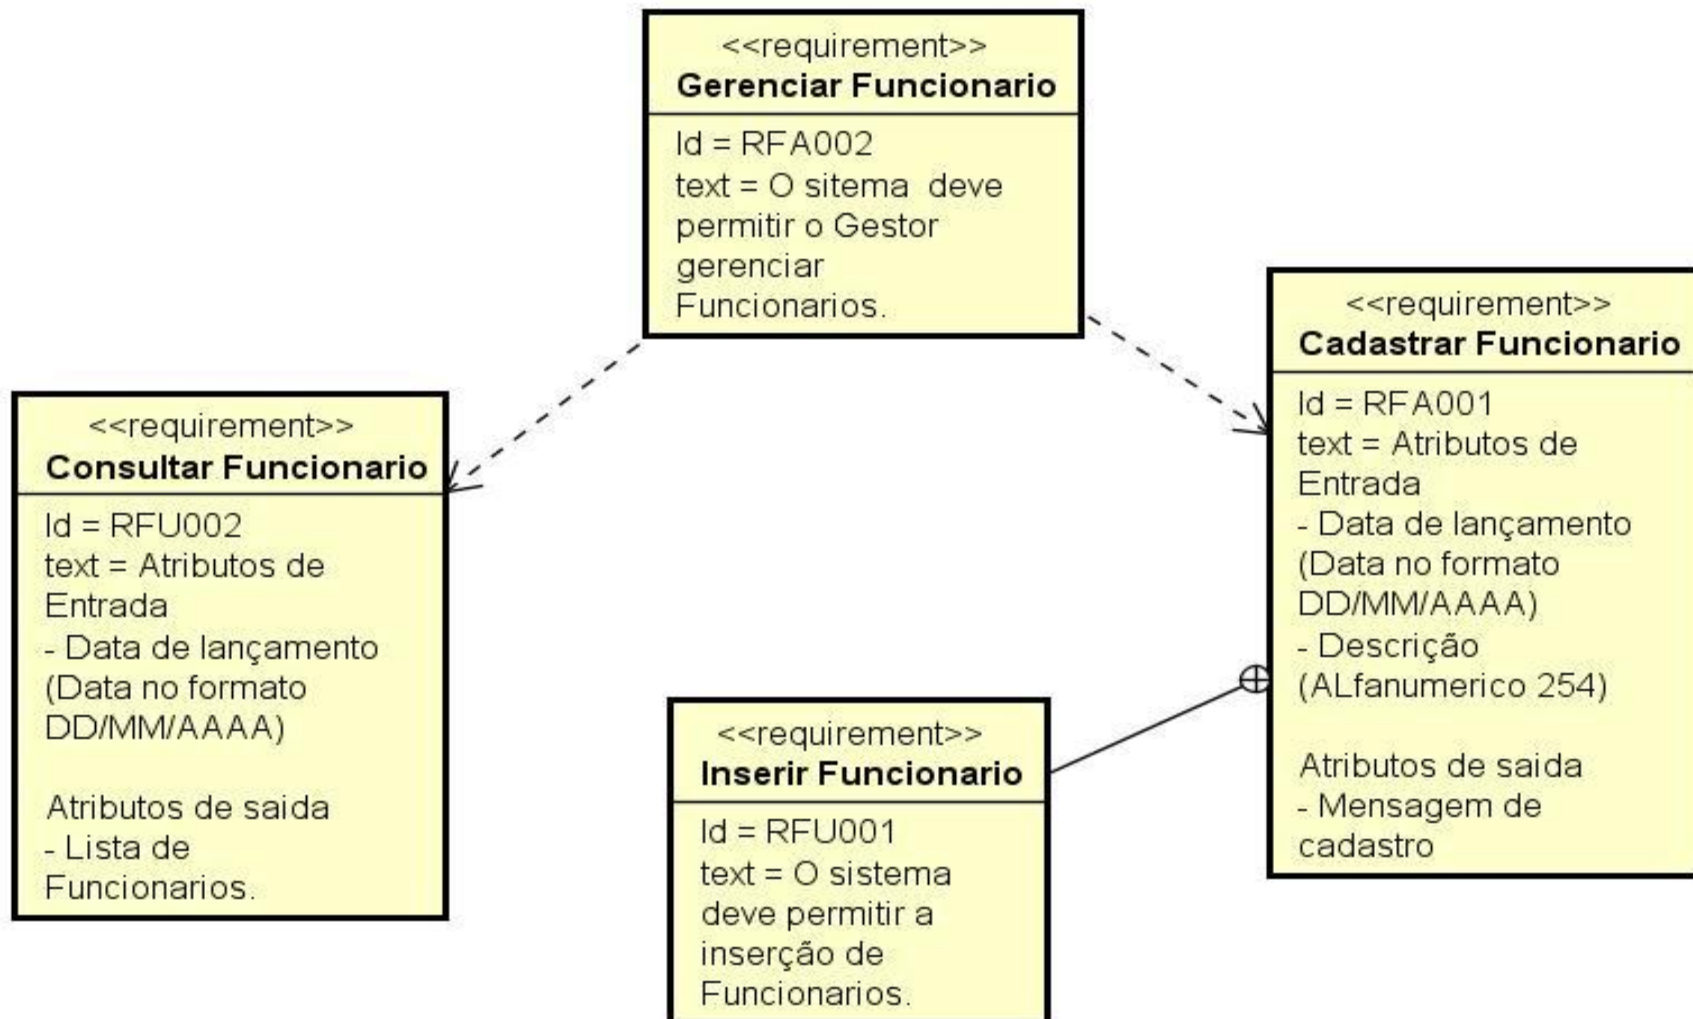 <<requirement>>
Gerenciar Funcionario
Id = RFA002
text = O sitema  deve
permitir o Gestor
gerenciar
Funcionarios.
<<requirement>>
Consultar Funcionario
Id = RFU002
text = Atributos de
Entrada
- Data de lançamento
(Data no formato
DD/MM/AAAA)
Atributos de saida
- Lista de
Funcionarios.
<<requirement>>
Inserir Funcionario
Id = RFU001
text = O sistema
deve permitir a
inserção de
Funcionarios.
<<requirement>>
Cadastrar Funcionario
Id = RFA001
text = Atributos de
Entrada
- Data de lançamento
(Data no formato
DD/MM/AAAA)
- Descrição
(ALfanumerico 254)
Atributos de saida
- Mensagem de
cadastro